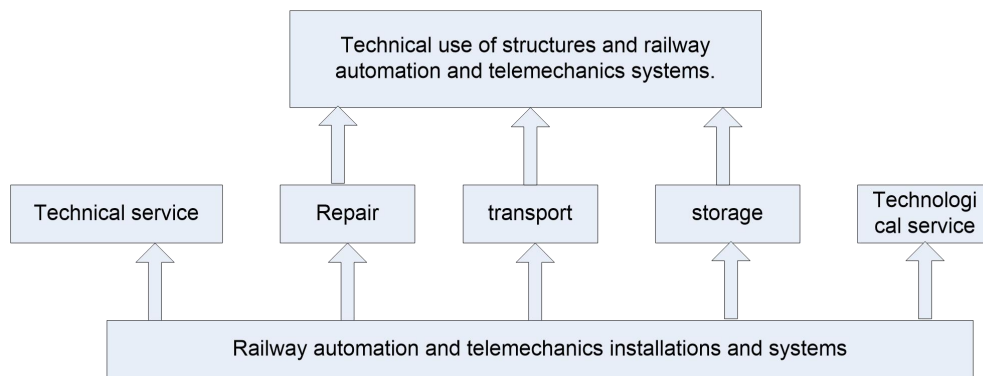 Technical use of structures and railway
automation and telemechanics systems.
Technical service
Repair
transport
storage
Technologi
cal service
Railway automation and telemechanics installations and systems